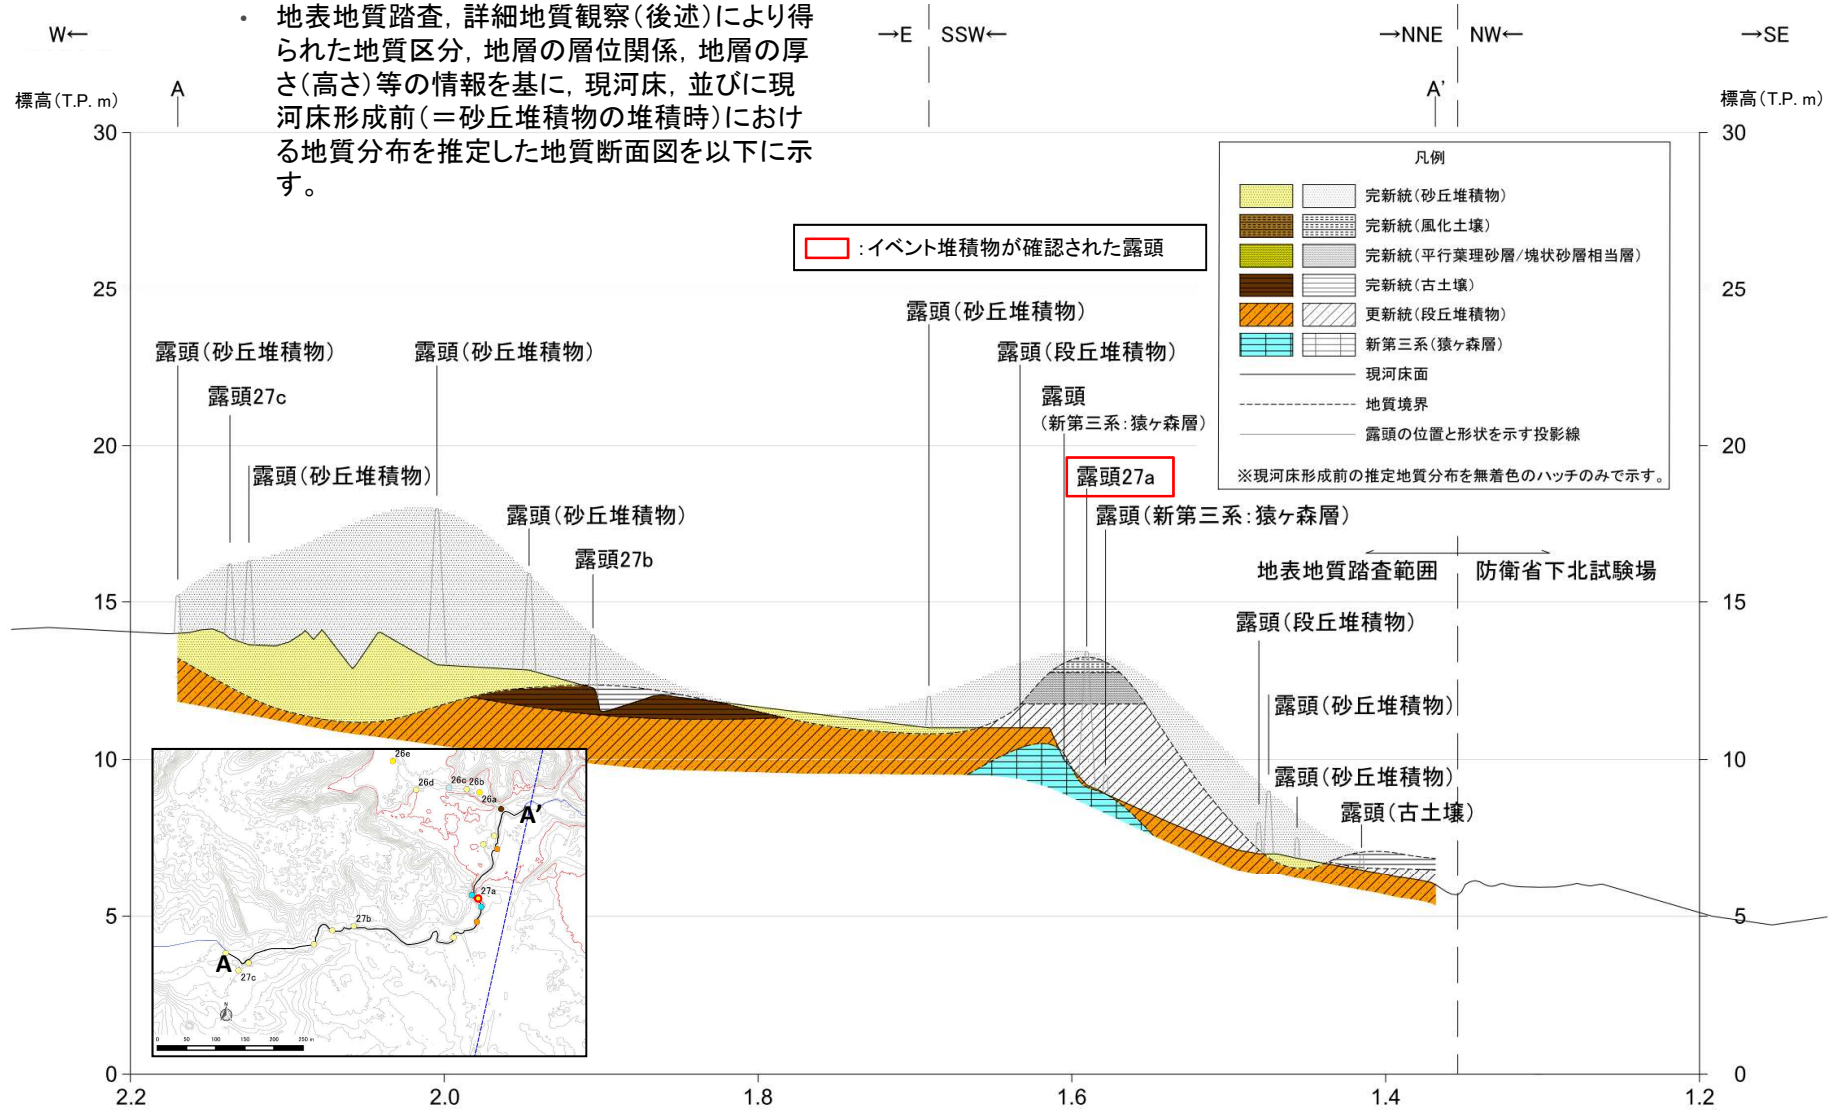 ・ 地表地質踏査，詳細地質観察（後述）により得
られた地質区分，地層の層位関係，地層の厚
さ（高さ）等の情報を基に，現河床，並びに現
河床形成前（＝砂丘堆積物の堆積時）におけ
る地質分布を推定した地質断面図を以下に示
す。
W←
→E
SSW←
→NNE
NW←
→SE
A
A'
標高（T.P. m）
標高（T.P. m）
30
25
20
15
10
5
0
30
25
20
15
10
5
0
凡例
完新統（砂丘堆積物）
完新統（風化土壌）
完新統（平行葉理砂層/塊状砂層相当層）
完新統（古土壌）
更新統（段丘堆積物）
新第三系（猿ヶ森層）
現河床面
地質境界
露頭の位置と形状を示す投影線
※現河床形成前の推定地質分布を無着色のハッチのみで示す。
：イベント堆積物が確認された露頭
露頭（砂丘堆積物）
露頭27c
露頭（砂丘堆積物）
露頭（砂丘堆積物）
露頭（砂丘堆積物）
露頭27b
露頭（砂丘堆積物）
露頭（段丘堆積物）
露頭
（新第三系：猿ヶ森層）
露頭27a
露頭（新第三系：猿ヶ森層）
地表地質踏査範囲
防衛省下北試験場
露頭（段丘堆積物）
露頭（砂丘堆積物）
露頭（砂丘堆積物）
露頭（古土壌）
26e
26d
26c
26b
26a
A'
27a
27b
A
27c
N
0 50 100 150 200 250 m
2.2
2.0
1.8
1.6
1.4
1.2